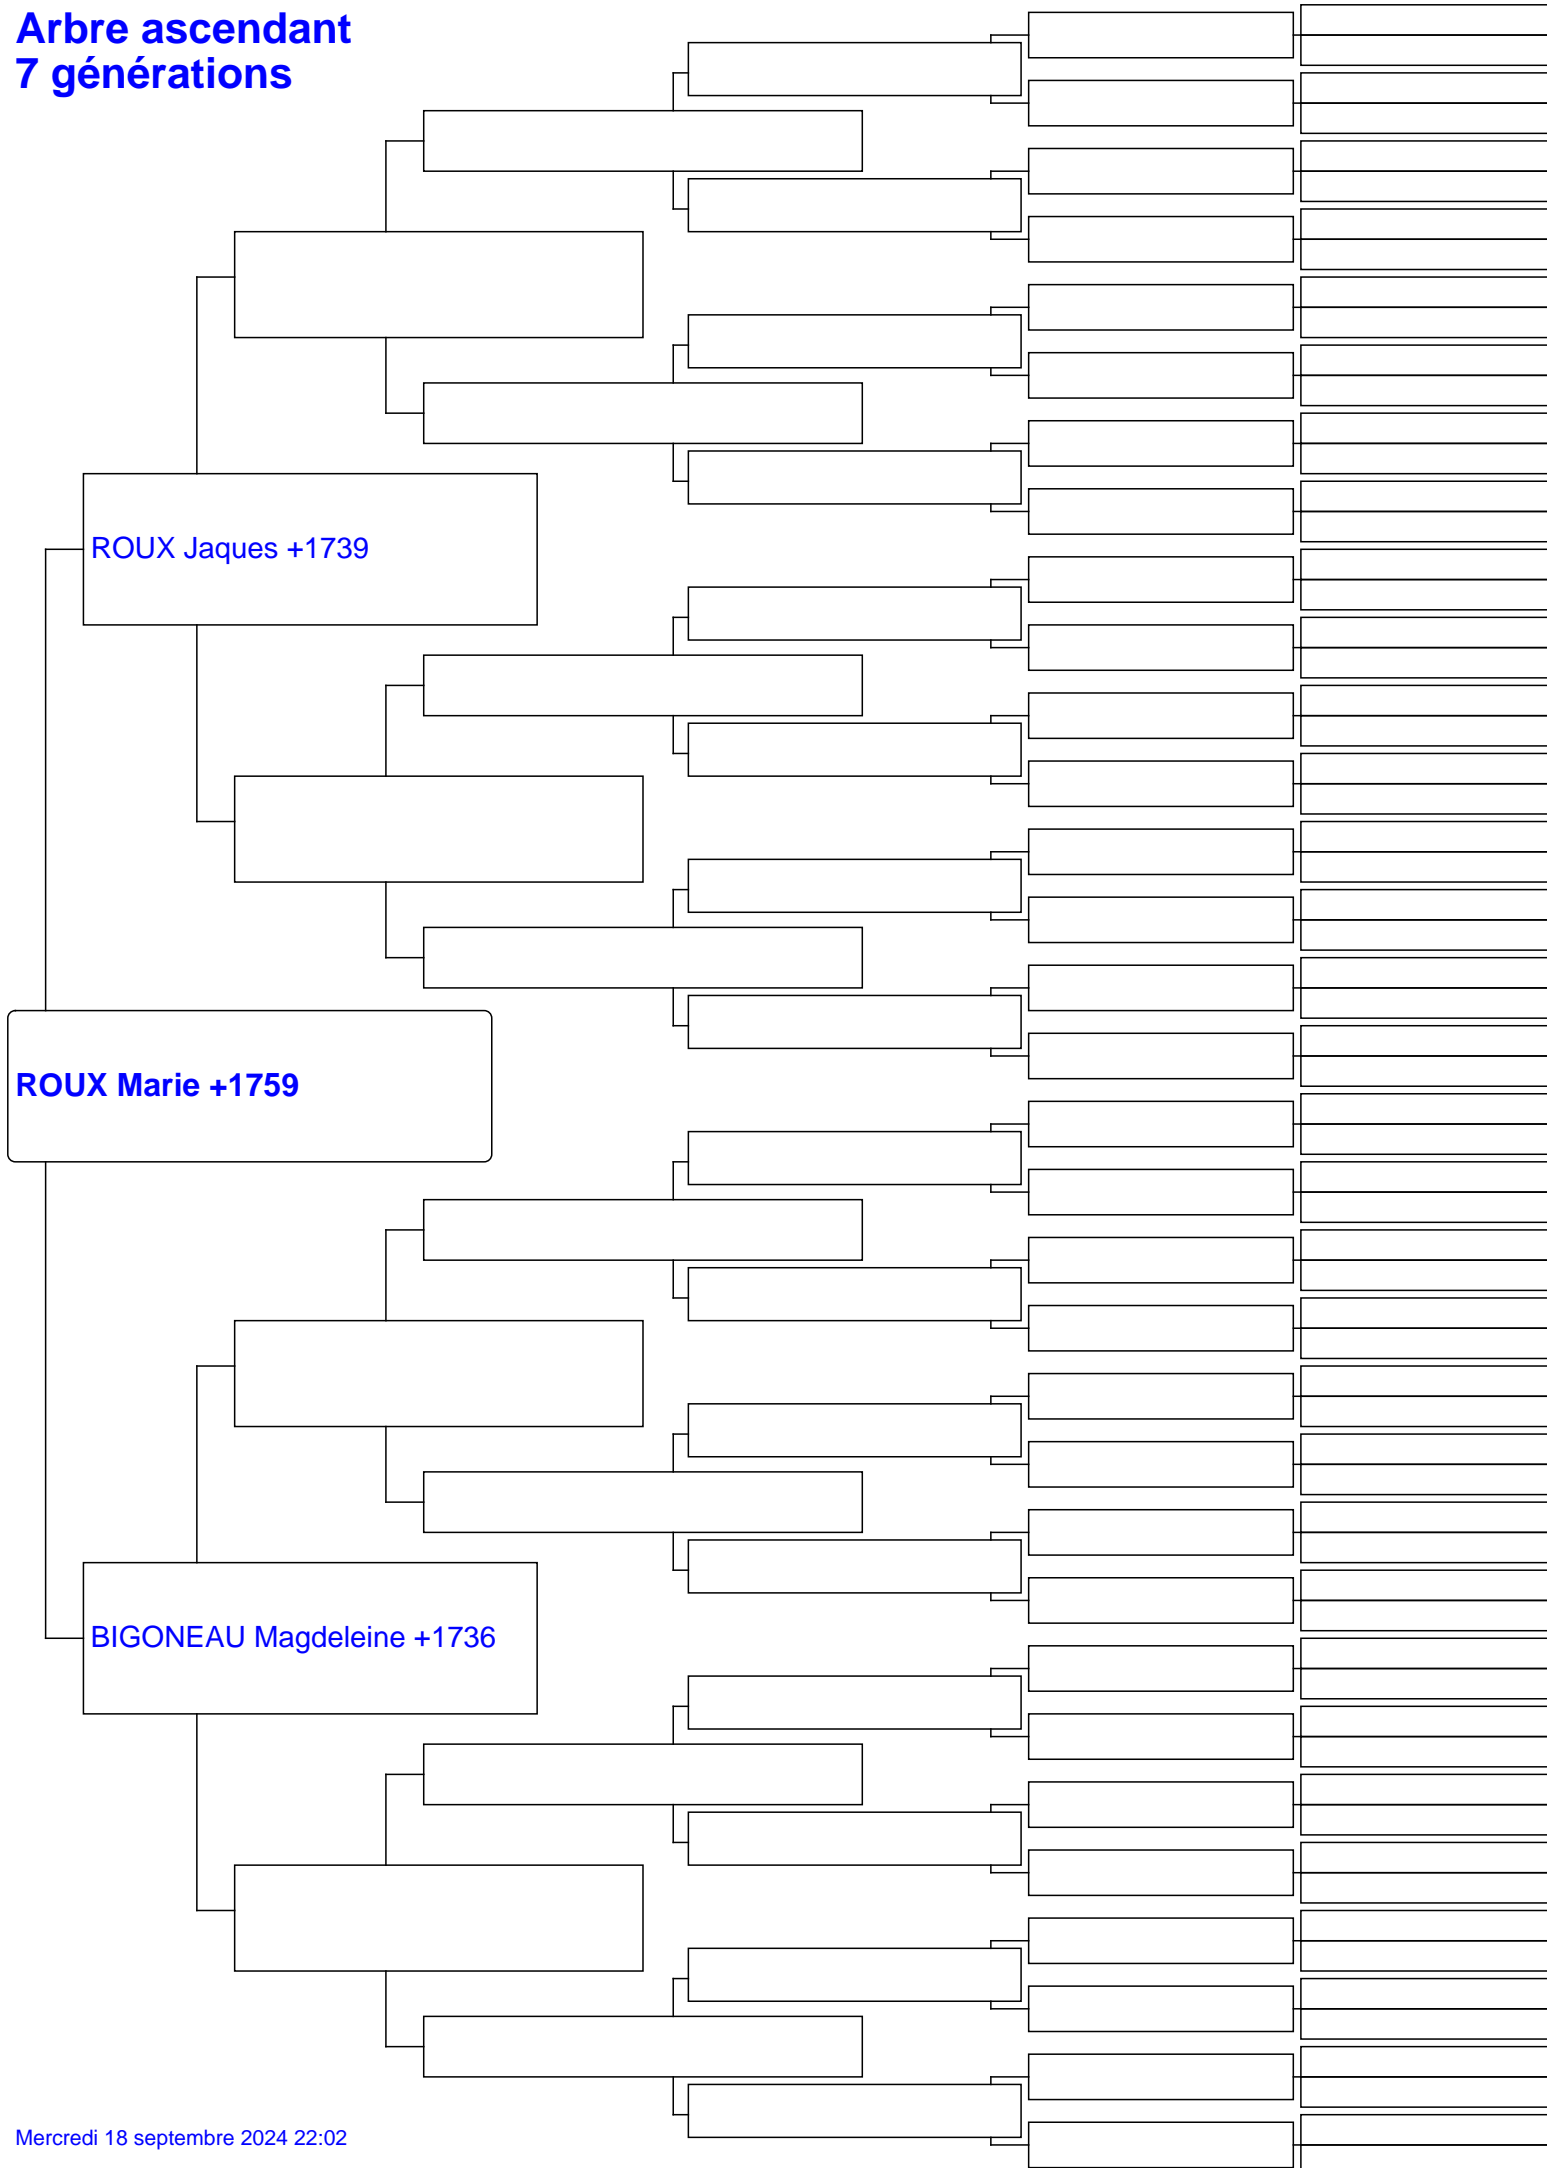 Arbre ascendant
7 générations
ROUX Jaques +1739
ROUX Marie +1759
BIGONEAU Magdeleine +1736
Mercredi 18 septembre 2024 22:02